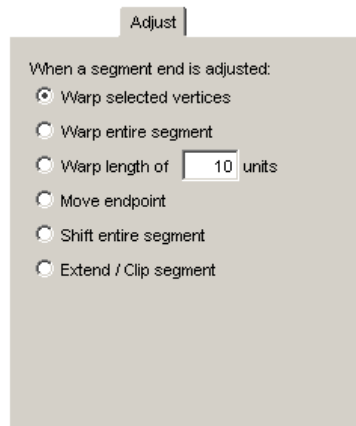 Adjust
When a segment end is adjusted:
Warp selected vertices
Warp entire segment
Warp length of 10 units
Move endpoint
Shift entire segment
Extend / Clip segment